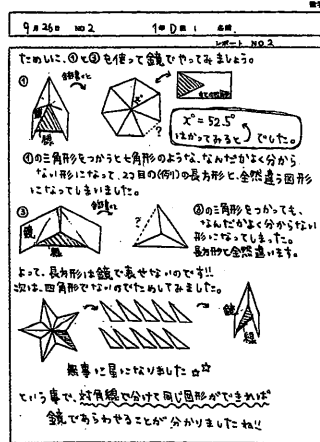 9月26日 NO2 1年D組
レポート NO.2
ためしに、①と③を使って鏡でやってみましょう。
①
鏡
線
x°
?
x°=52.5°
はかってみると
でした。
①の三角形をつかうと七角形のような、なんだかよく分から
ない形になって、2つ目の(例1)の長方形と、全然違う図形
になってしまいました。
③
鏡
線
?
③の三角形をつかっても、
なんだかよく分からない
形になってしまった。
長方形と全然違います。
よって、長方形は鏡で表せないのです!!
次は、四角形でないのでためしてみました。
鏡
線
無事に星になりました☆☆
という事で、対角線で分けて同じ図形ができれば
鏡であらわせることが分かりましたね!!